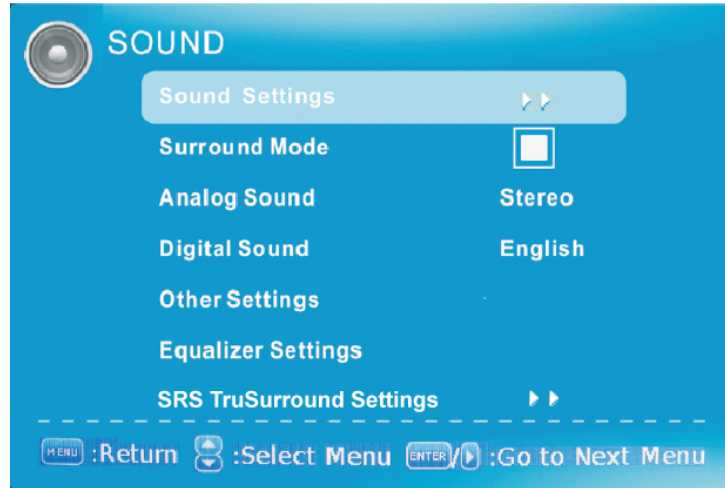 SOUND
Sound Settings
Surround Mode
Analog Sound Stereo
Digital Sound English
Other Settings
Equalizer Settings
SRS TruSurround Settings
MENU :Return :Select Menu ENTER/ :Go to Next Menu